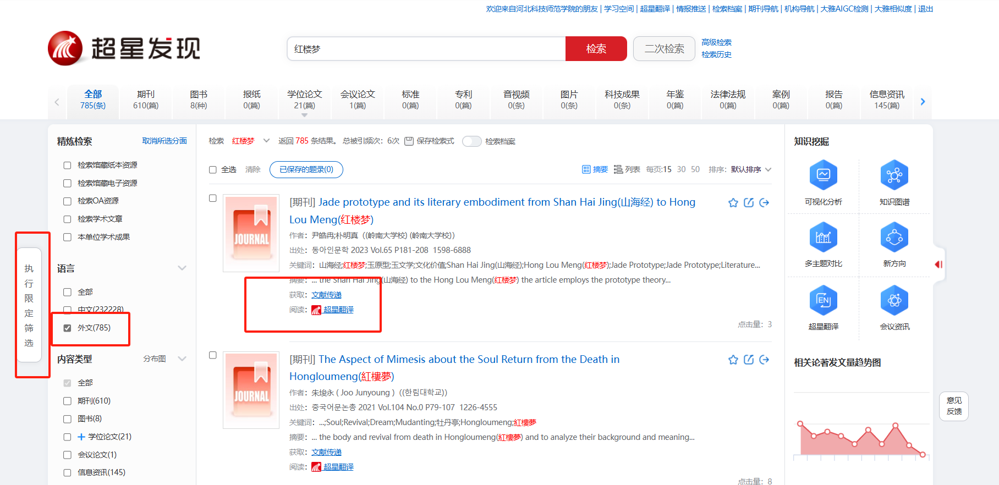 欢迎来自河北科技师范学院的朋友 | 学习空间 | 超星翻译 | 情报推送 | 检索档案 | 期刊导航 | 机构导航 | 大雅AIGC检测 | 大雅相似度 | 退出
超星发现
红楼梦
检索
二次检索
高级检索
检索历史
全部 期刊 图书 报纸 学位论文 会议论文 标准 专利 音视频 图片 科技成果 年鉴 法律法规 案例 报告 信息资讯
785(条) 610(篇) 8(种) 0(篇) 21(篇) 1(篇) 0(篇) 0(篇) 0(条) 0(条) 0(条) 0(篇) 0(篇) 0(篇) 0(篇) 145(篇)
执行限定筛选
精炼检索 取消所选分面
检索馆藏纸本资源
检索馆藏电子资源
检索OA资源
检索学术文章
本单位学术成果
语言
全部
中文(232228)
外文(785)
内容类型 分布图
全部
期刊(610)
图书(8)
学位论文(21)
会议论文(1)
信息资讯(145)
检索 红楼梦 返回 785 条结果。 总被引频次：6次 保存检索式 检索档案
全选 清除 已保存的题录(0) 摘要 列表 每页:15 30 50 排序：默认排序
JOURNAL
[期刊] Jade prototype and its literary embodiment from Shan Hai Jing(山海经) to Hong
Lou Meng(红楼梦)
作者：尹皓冉;朴明真 ((岭南大学校) (岭南大学校))
出处：동아인문학 2023 Vol.65 P181-208 1598-6888
关键词：山海经;红楼梦;玉原型;玉文学;文化价值;Shan Hai Jing(山海经);Hong Lou Meng(红楼梦);Jade Prototype;Jade Prototype;Literature...
摘要：... the Shan Hai Jing(山海经) to the Hong Lou Meng(红楼梦) the article employs the prototype theory...
获取：文献传递
阅读：超星翻译
点击量：3
JOURNAL
[期刊] The Aspect of Mimesis about the Soul Return from the Death in
Hongloumeng(紅樓夢)
作者：朱埈永 ( Joo Junyoung ) ((한림대학교))
出处：중국어문논총 2021 Vol.104 No.0 P79-107 1226-4555
关键词：...;Soul;Revival;Dream;Mudanting;牡丹亭;Hongloumeng;紅樓夢
摘要：... the body and revival from death in Hongloumeng(紅樓夢) and to analyze their background and meaning...
获取：文献传递
阅读：超星翻译
点击量：8
知识挖掘
可视化分析 知识图谱
多主题对比 新方向
EN
超星翻译 会议资讯
相关论著发文量趋势图
意见
反馈